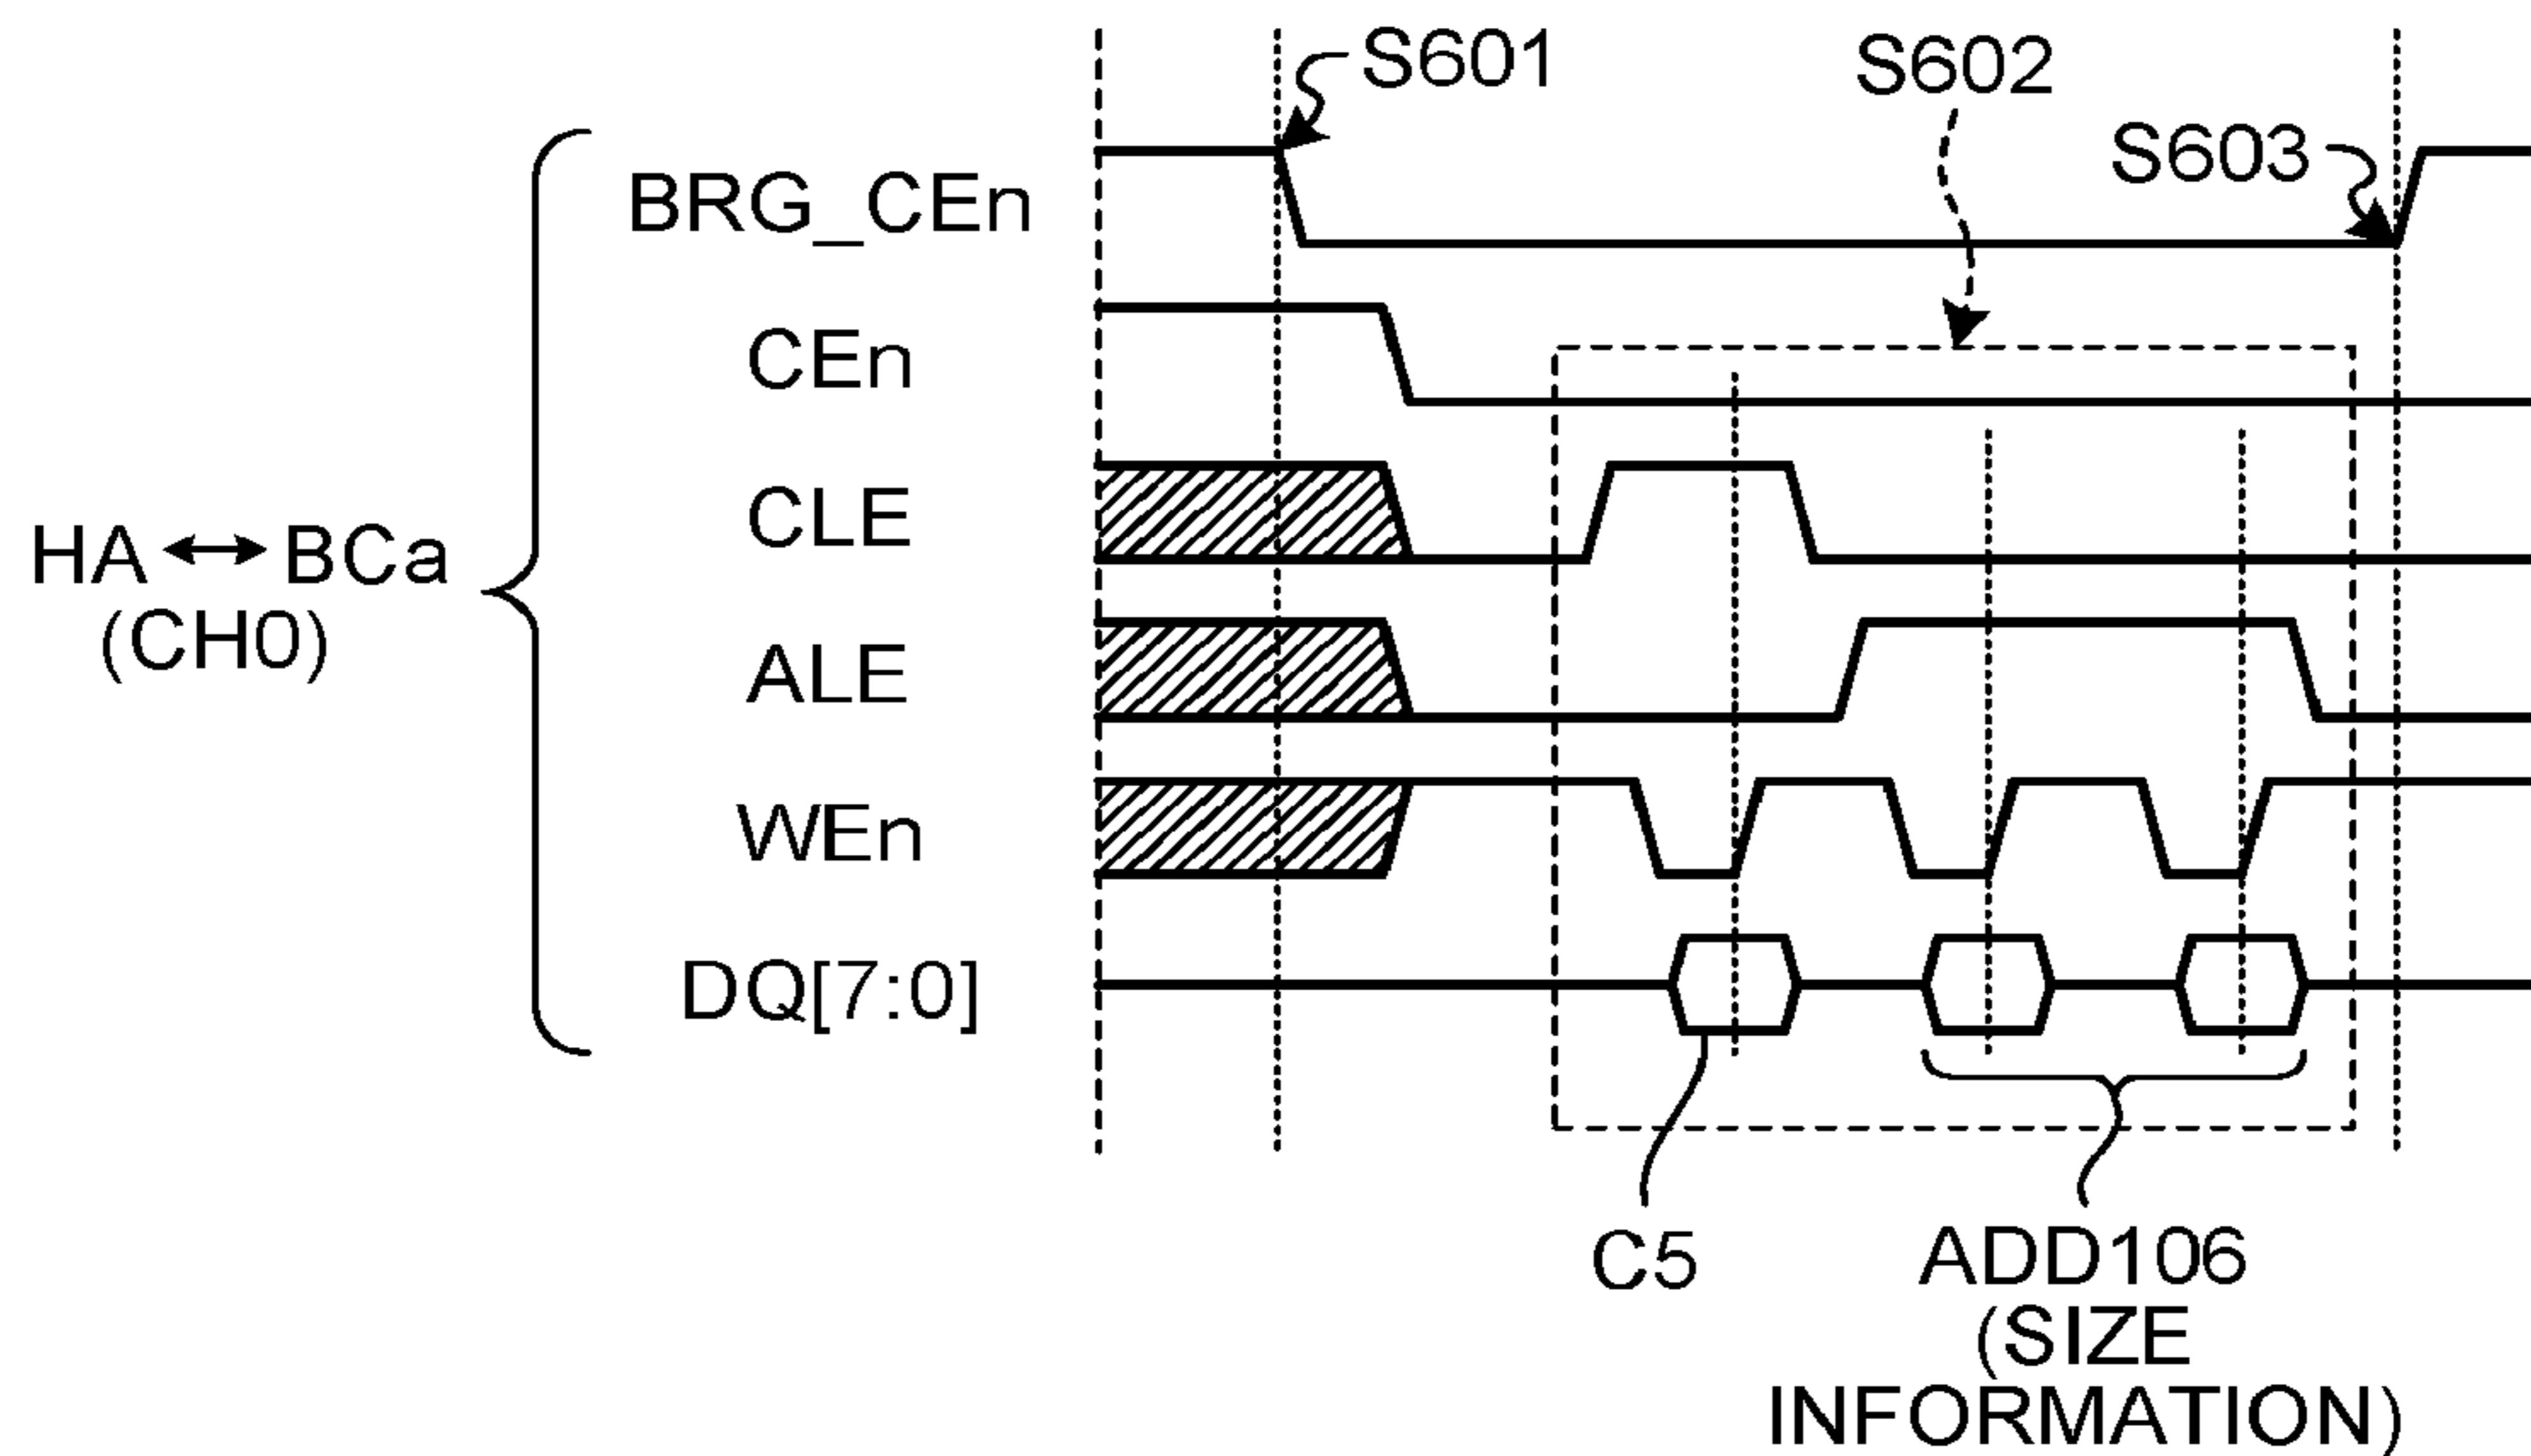 S601
S602
S603
BRG_CEn
CEn
CLE
HA ↔ BCa
(CH0)
ALE
WEn
DQ[7:0]
C5
ADD106
(SIZE
INFORMATION)